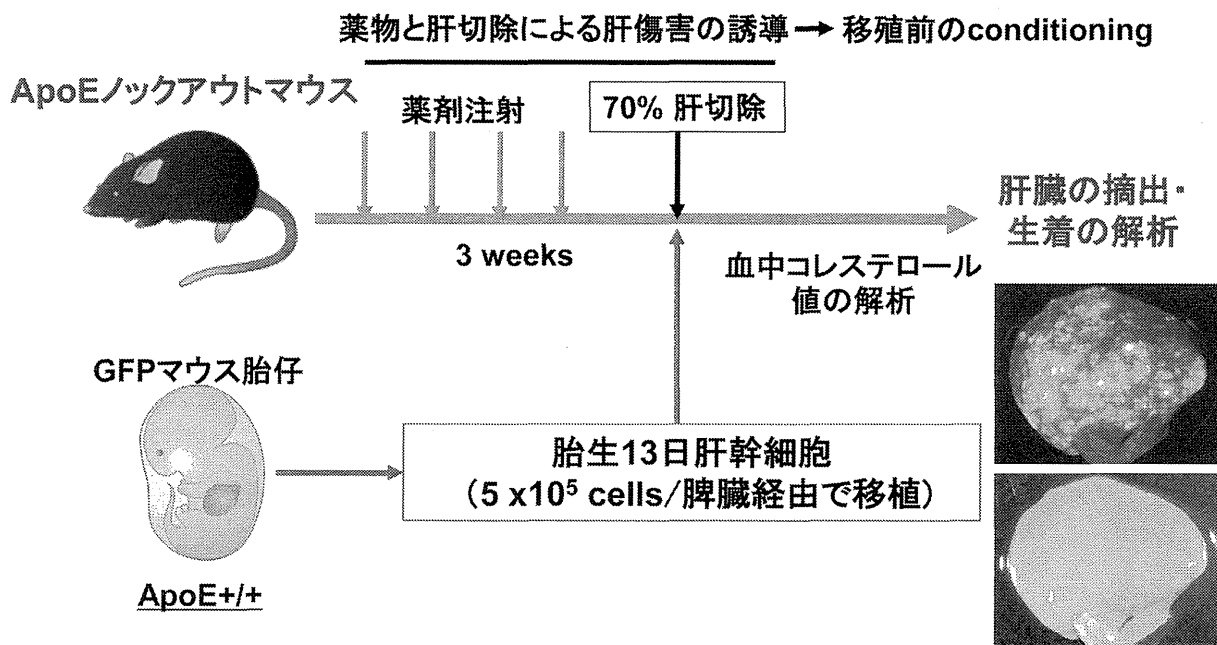 薬物と肝切除による肝傷害の誘導→移植前のconditioning
ApoEノックアウトマウス
薬剤注射
70% 肝切除
3 weeks
肝臓の摘出・
生着の解析
血中コレステロール
値の解析
GFPマウス胎仔
胎生13日肝幹細胞
（5 x10⁵ cells/脾臓経由で移植）
ApoE+/+